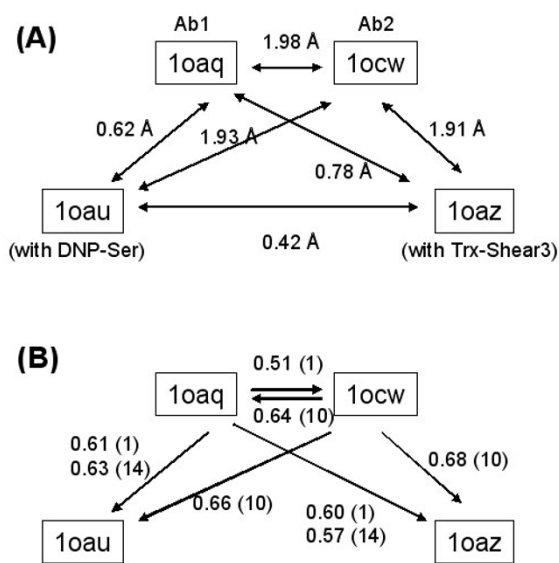 (A)
Ab1 Ab2
1oaq 1.98 Å 1ocw
0.62 Å 1.93 Å 0.78 Å 1.91 Å
1oau 1oaz
(with DNP-Ser) 0.42 Å (with Trx-Shear3)
(B)
0.51 (1)
1oaq 1ocw
0.64 (10)
0.61 (1)
0.63 (14)
0.66 (10)
0.68 (10)
0.60 (1)
0.57 (14)
1oau 1oaz